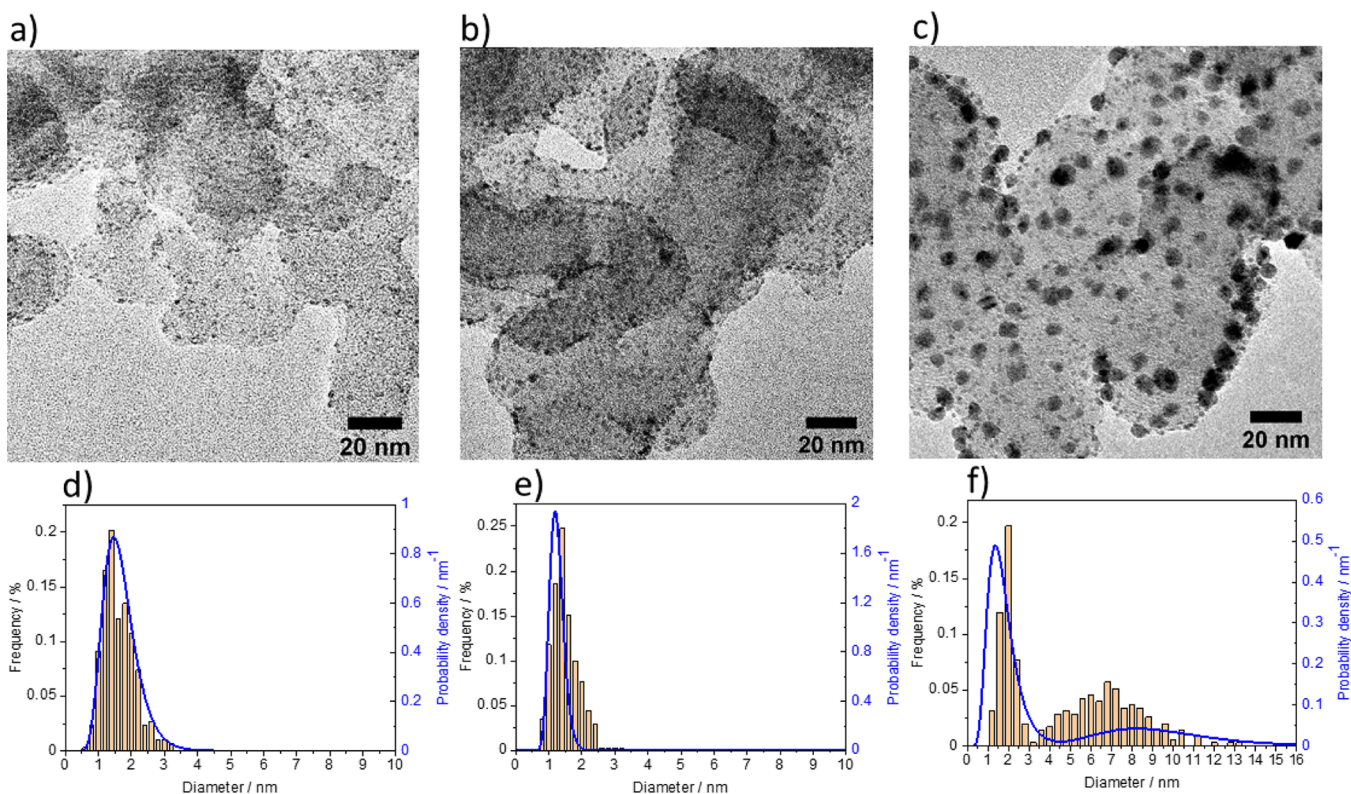 a)
b)
c)
20 nm
20 nm
20 nm
d)
e)
f)
Frequency / %
0.2
0.15
0.1
0.05
0
0 1 2 3 4 5 6 7 8 9 10
Diameter / nm
1
0.8
0.6
0.4
0.2
0
Probability density / nm-1
Frequency / %
0.25
0.2
0.15
0.1
0.05
0
0 1 2 3 4 5 6 7 8 9 10
Diameter / nm
2
1.6
1.2
0.8
0.4
0
Probability density / nm-1
Frequency / %
0.2
0.15
0.1
0.05
0
0 1 2 3 4 5 6 7 8 9 10 11 12 13 14 15 16
Diameter / nm
0.6
0.5
0.4
0.3
0.2
0.1
0
Probability density / nm-1